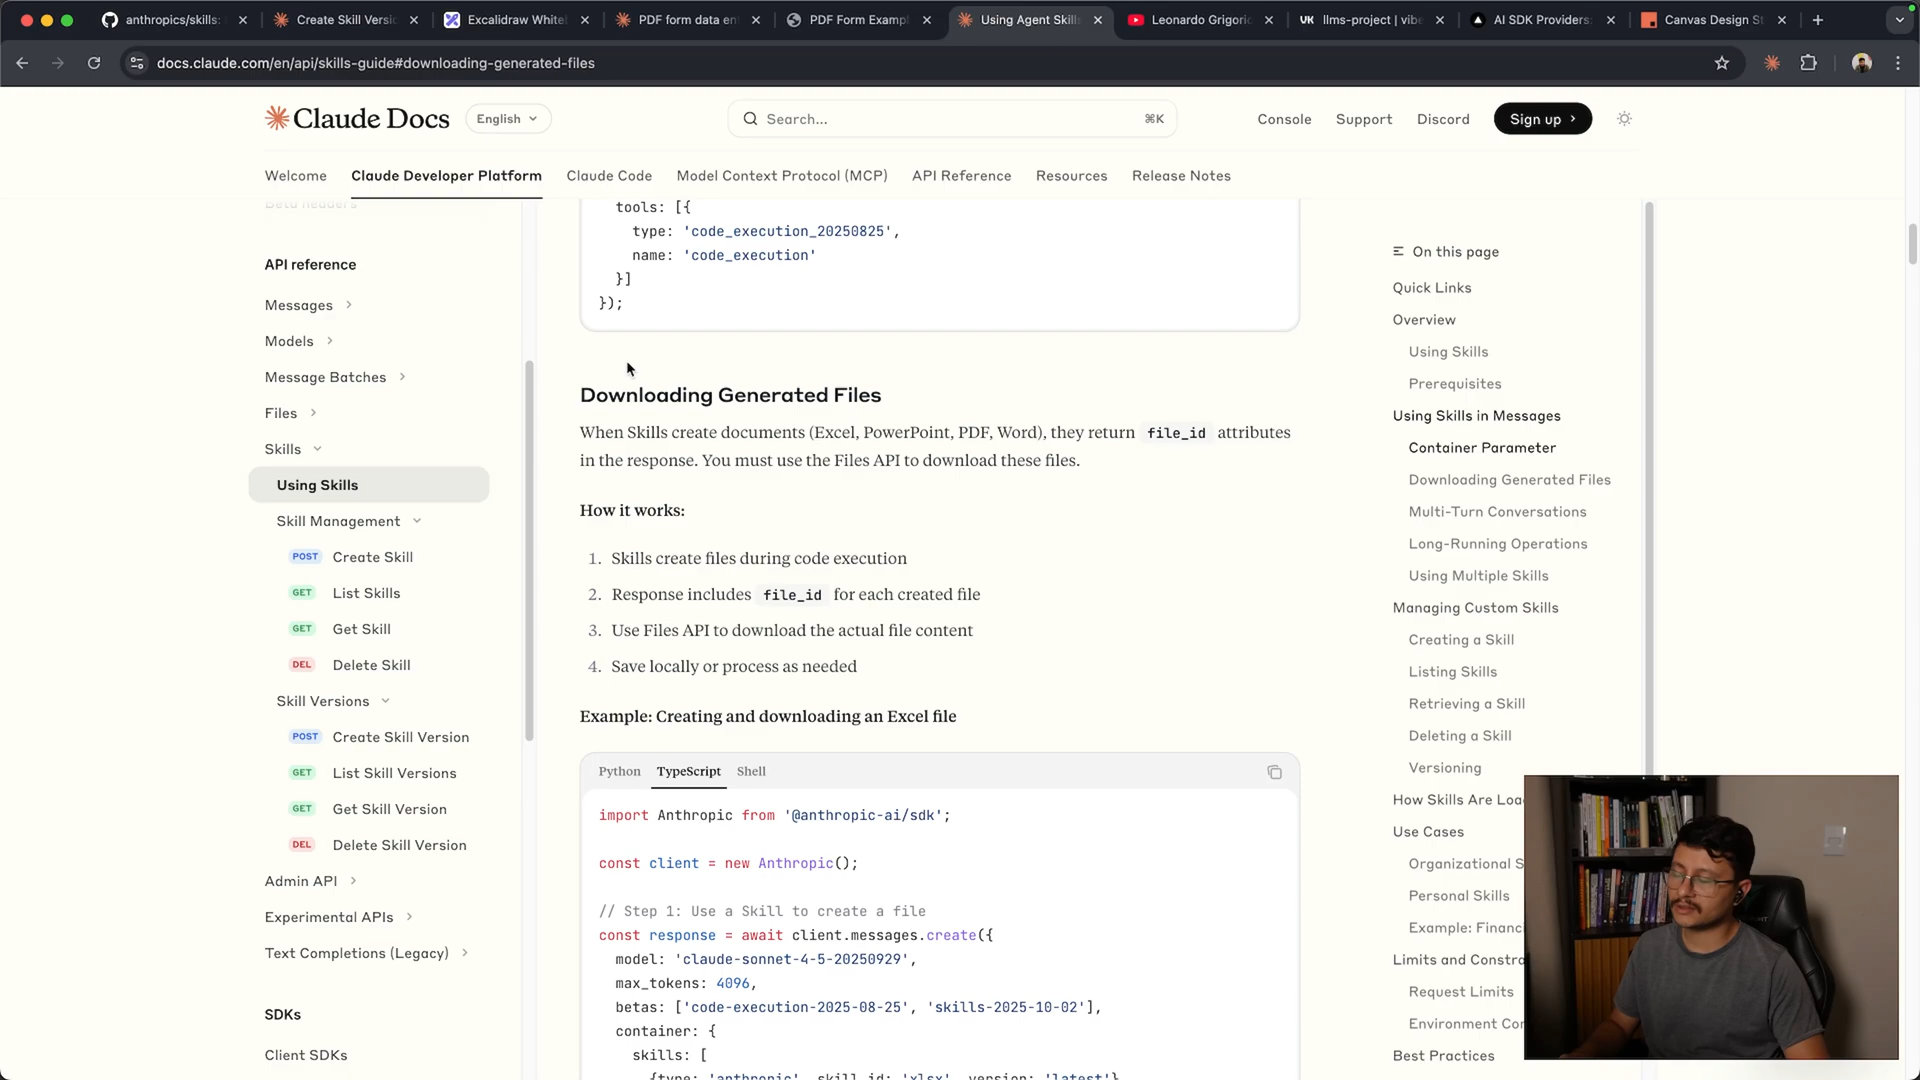 anthropics/skills:
Create Skill Versi
Excalidraw White
PDF form data en
PDF Form Exampl
Using Agent Skill
Leonardo Grigori
VK llms-project | vibe
AI SDK Providers:
Canvas Design S
docs.claude.com/en/api/skills-guide#downloading-generated-files
Claude Docs
English
Search...
⌘K
Console
Support
Discord
Sign up
Welcome
Claude Developer Platform
Claude Code
Model Context Protocol (MCP)
API Reference
Resources
Release Notes
Beta headers
API reference
Messages
Models
Message Batches
Files
Skills
Using Skills
Skill Management
POST Create Skill
GET List Skills
GET Get Skill
DEL Delete Skill
Skill Versions
POST Create Skill Version
GET List Skill Versions
GET Get Skill Version
DEL Delete Skill Version
Admin API
Experimental APIs
Text Completions (Legacy)
SDKs
Client SDKs
tools: [{
type: 'code_execution_20250825',
name: 'code_execution'
}]
});
Downloading Generated Files
When Skills create documents (Excel, PowerPoint, PDF, Word), they return file_id attributes
in the response. You must use the Files API to download these files.
How it works:
1. Skills create files during code execution
2. Response includes file_id for each created file
3. Use Files API to download the actual file content
4. Save locally or process as needed
Example: Creating and downloading an Excel file
Python TypeScript Shell
import Anthropic from '@anthropic-ai/sdk';
const client = new Anthropic();
// Step 1: Use a Skill to create a file
const response = await client.messages.create({
model: 'claude-sonnet-4-5-20250929',
max_tokens: 4096,
betas: ['code-execution-2025-08-25', 'skills-2025-10-02'],
container: {
skills: [
{type: 'anthropic', skill_id: 'xlsx', version: 'latest'}
On this page
Quick Links
Overview
Using Skills
Prerequisites
Using Skills in Messages
Container Parameter
Downloading Generated Files
Multi-Turn Conversations
Long-Running Operations
Using Multiple Skills
Managing Custom Skills
Creating a Skill
Listing Skills
Retrieving a Skill
Deleting a Skill
Versioning
How Skills Are Loa
Use Cases
Organizational S
Personal Skills
Example: Financi
Limits and Constra
Request Limits
Environment Con
Best Practices